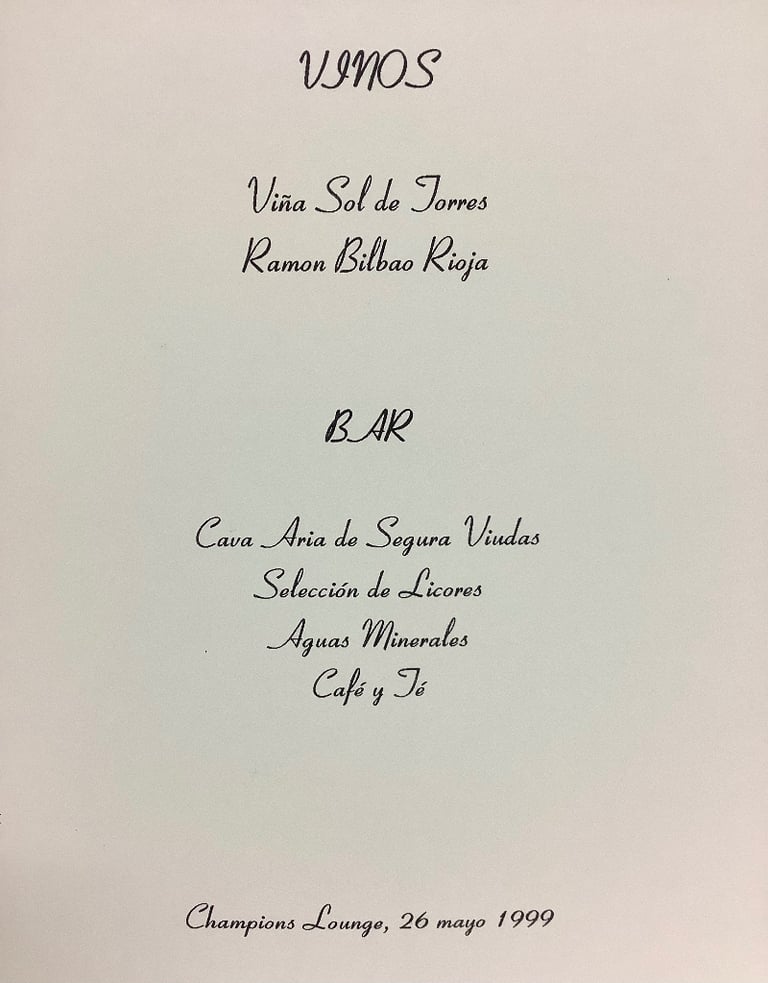 VINOS
Viña Sol de Torres
Ramon Bilbao Rioja
BAR
Cava Aria de Segura Viudas
Selección de Licores
Aguas Minerales
Café y Té
Champions Lounge, 26 mayo 1999